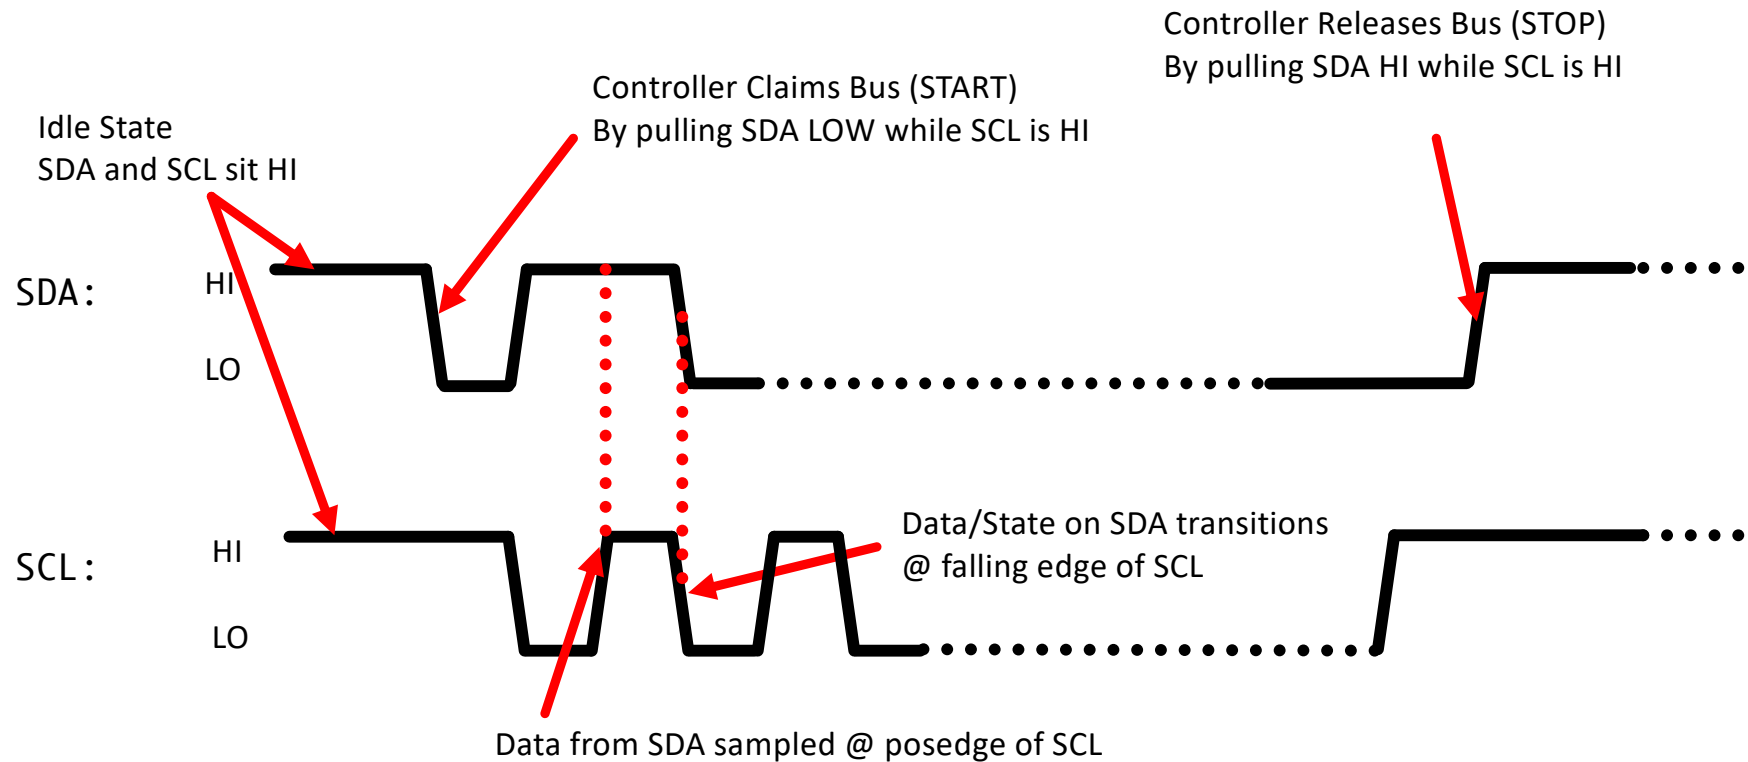 Controller Releases Bus (STOP)
By pulling SDA HI while SCL is HI
Controller Claims Bus (START)
By pulling SDA LOW while SCL is HI
Idle State
SDA and SCL sit HI
SDA:
HI
LO
SCL:
HI
LO
Data/State on SDA transitions
@ falling edge of SCL
Data from SDA sampled @ posedge of SCL